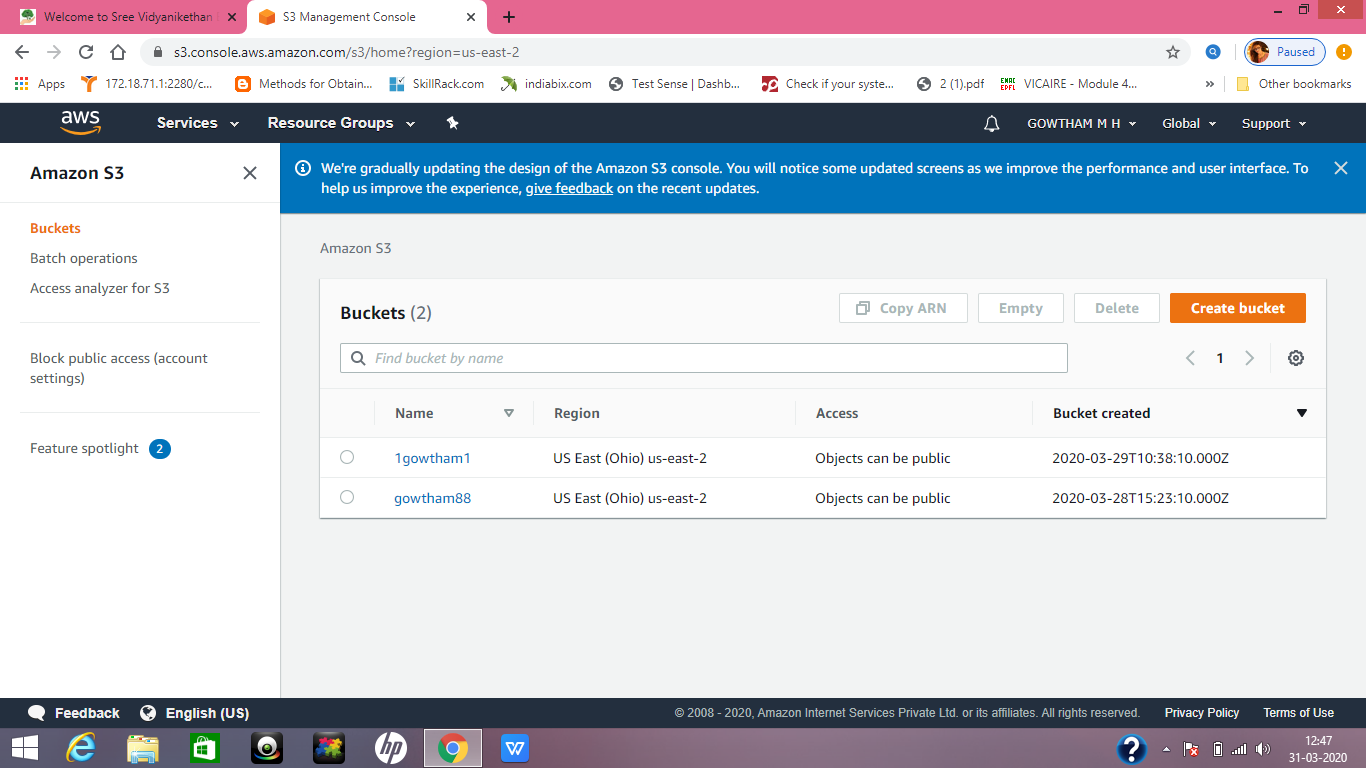 Welcome to Sree Vidyanikethan
S3 Management Console
s3.console.aws.amazon.com/s3/home?region=us-east-2
Paused
Apps
172.18.71.1:2280/c...
Methods for Obtain...
SkillRack.com
indiabix.com
Test Sense | Dashb...
Check if your syste...
2 (1).pdf
VICAIRE - Module 4...
»
Other bookmarks
aws
Services
Resource Groups
GOWTHAM M H
Global
Support
Amazon S3
We're gradually updating the design of the Amazon S3 console. You will notice some updated screens as we improve the performance and user interface. To
help us improve the experience, give feedback on the recent updates.
Buckets
Batch operations
Access analyzer for S3
Block public access (account
settings)
Feature spotlight 2
Amazon S3
Buckets (2)
Copy ARN
Empty
Delete
Create bucket
Find bucket by name
1
Name Region Access Bucket created
1gowtham1 US East (Ohio) us-east-2 Objects can be public 2020-03-29T10:38:10.000Z
gowtham88 US East (Ohio) us-east-2 Objects can be public 2020-03-28T15:23:10.000Z
Feedback
English (US)
© 2008 - 2020, Amazon Internet Services Private Ltd. or its affiliates. All rights reserved.
Privacy Policy
Terms of Use
hp
W
?
12:47
31-03-2020